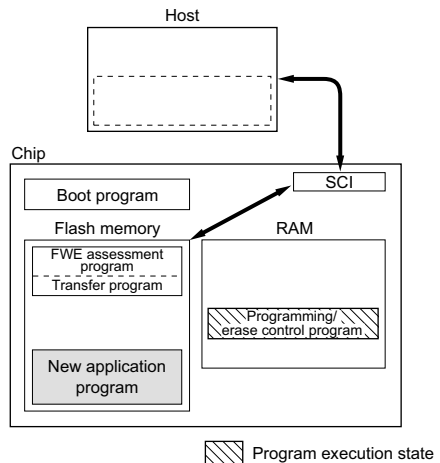 Host
Chip
SCI
Boot program
Flash memory
RAM
FWE assessment
program
Transfer program
Programming/
erase control program
New application
program
Program execution state